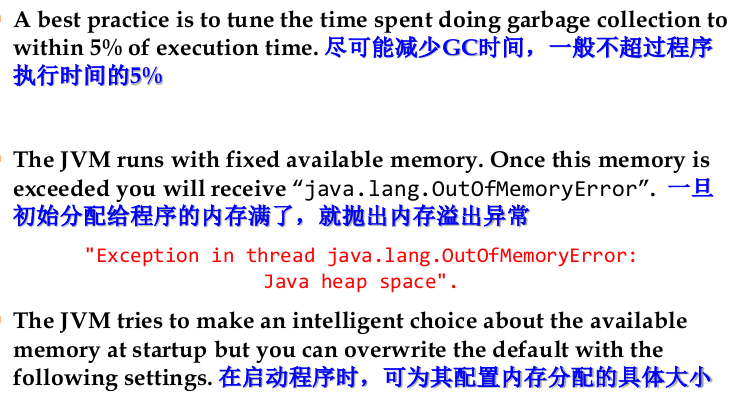 A best practice is to tune the time spent doing garbage collection to
within 5% of execution time. 尽可能减少GC时间，一般不超过程序
执行时间的5%
The JVM runs with fixed available memory. Once this memory is
exceeded you will receive “java.lang.OutOfMemoryError”. 一旦
初始分配给程序的内存满了，就抛出内存溢出异常
"Exception in thread java.lang.OutOfMemoryError:
Java heap space".
The JVM tries to make an intelligent choice about the available
memory at startup but you can overwrite the default with the
following settings. 在启动程序时，可为其配置内存分配的具体大小